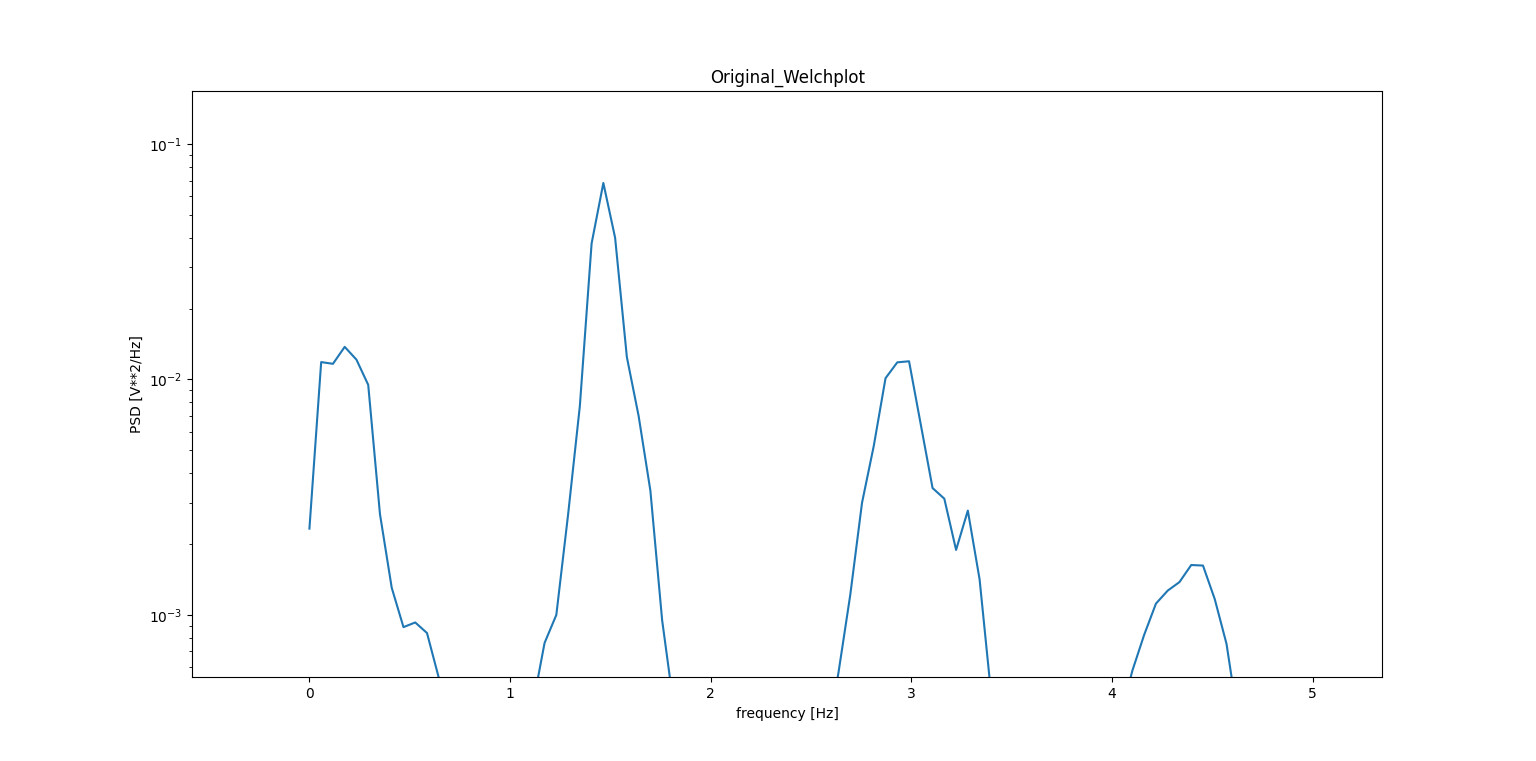 Original_Welchplot
PSD [V**2/Hz]
10⁻¹
10⁻²
10⁻³
0 1 2 3 4 5
frequency [Hz]